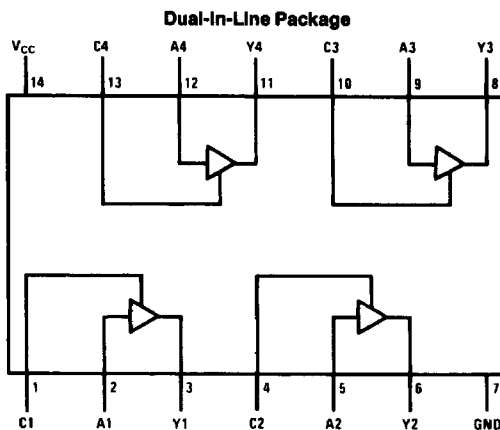 Dual-In-Line Package
VCC C4 A4 Y4 C3 A3 Y3
14 13 12 11 10 9 8
1 2 3 4 5 6 7
C1 A1 Y1 C2 A2 Y2 GND